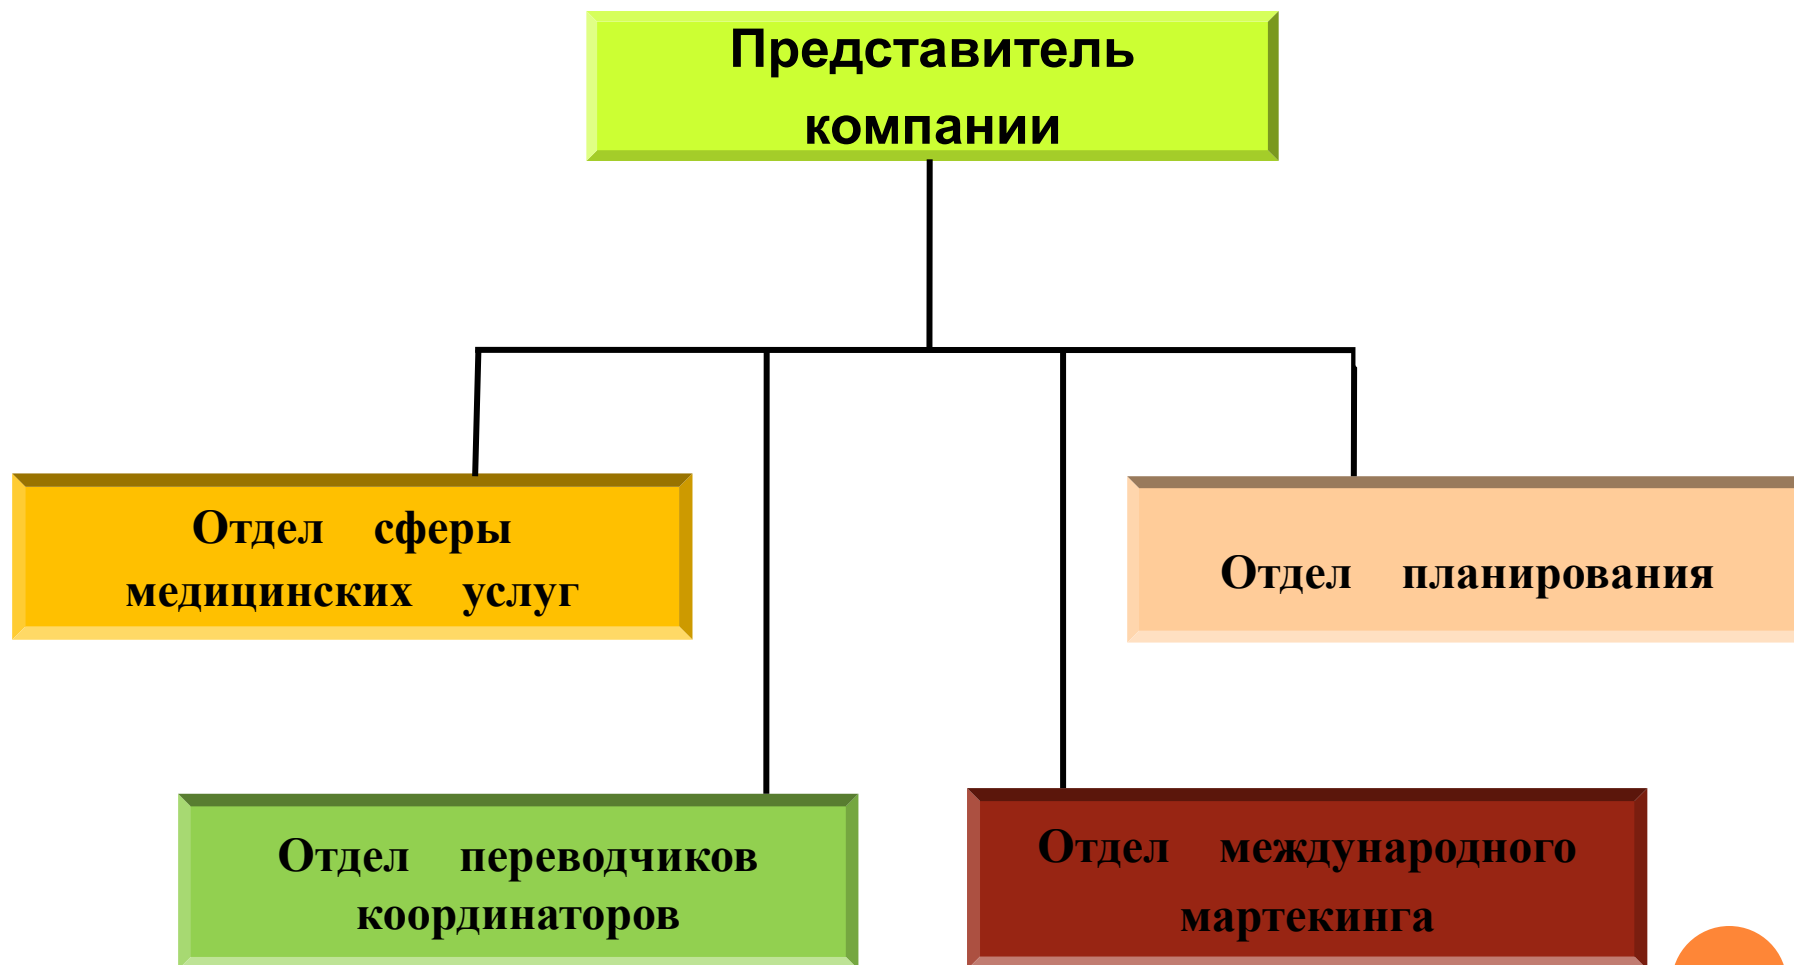 Представитель
компании
Отдел сферы
медицинских услуг
Отдел планирования
Отдел переводчиков
координаторов
Отдел международного
мартекинга